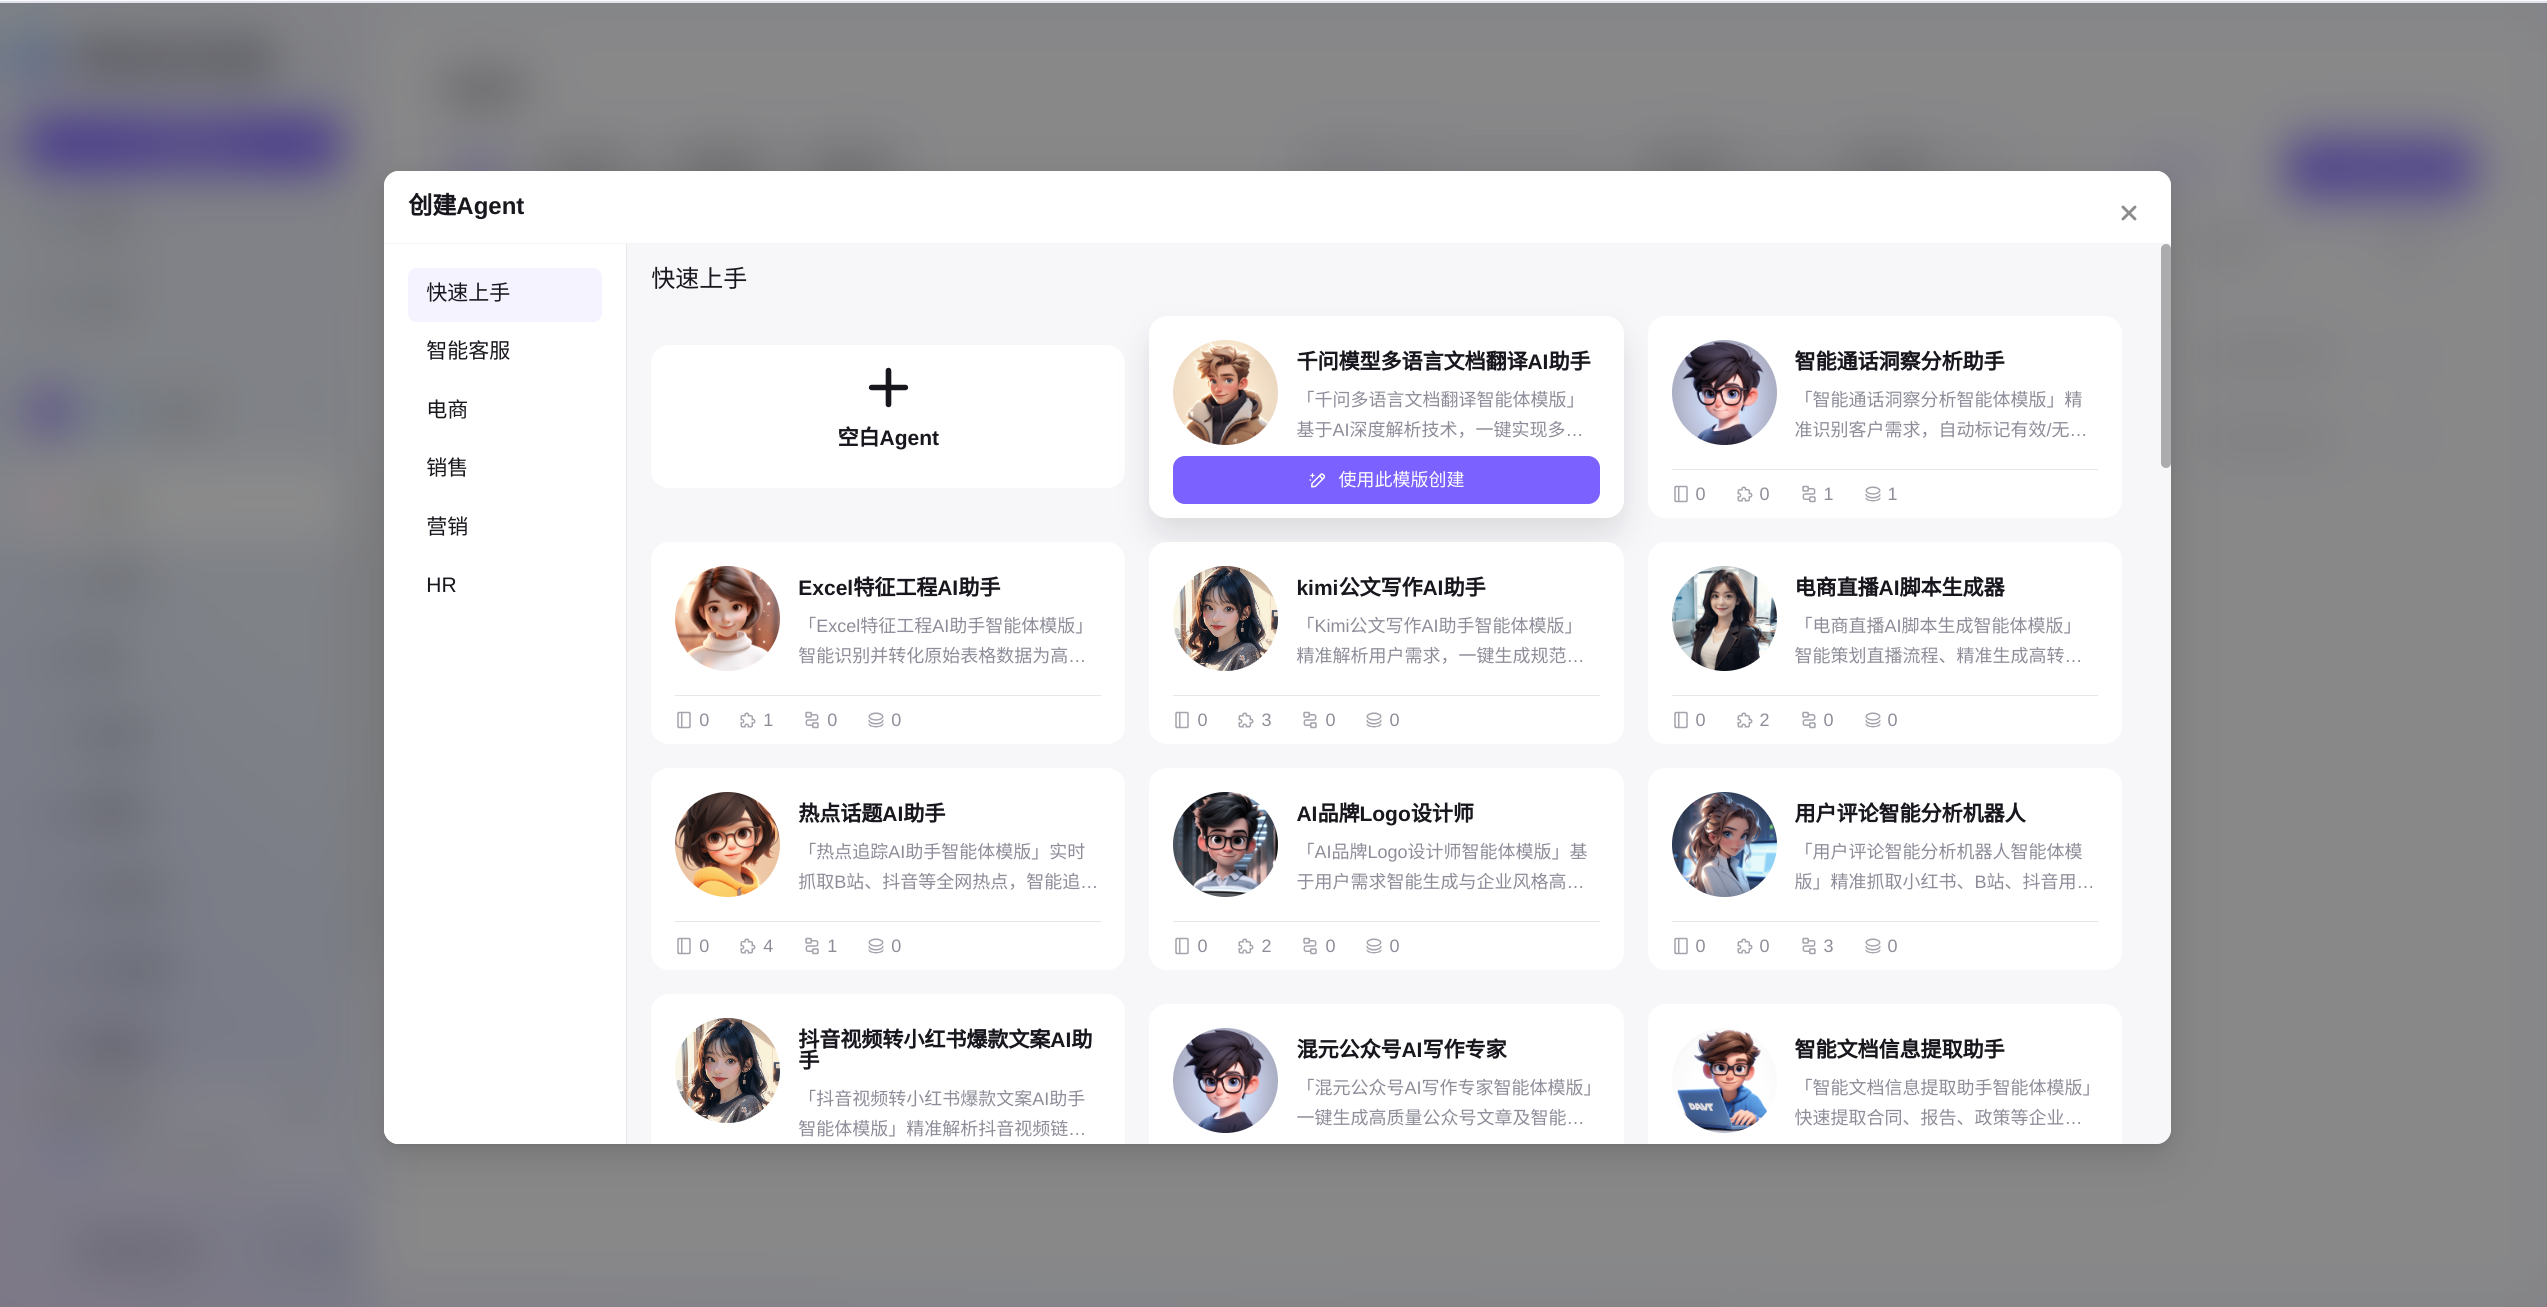 创建Agent
快速上手
智能客服
电商
销售
营销
HR
快速上手
空白Agent
千问模型多语言文档翻译AI助手
「千问多语言文档翻译智能体模版」
基于AI深度解析技术，一键实现多...
使用此模版创建
智能通话洞察分析助手
「智能通话洞察分析智能体模版」精
准识别客户需求，自动标记有效/无...
0 0 1 1
Excel特征工程AI助手
「Excel特征工程AI助手智能体模版」
智能识别并转化原始表格数据为高...
0 1 0 0
kimi公文写作AI助手
「Kimi公文写作AI助手智能体模版」
精准解析用户需求，一键生成规范...
0 3 0 0
电商直播AI脚本生成器
「电商直播AI脚本生成智能体模版」
智能策划直播流程、精准生成高转...
0 2 0 0
热点话题AI助手
「热点追踪AI助手智能体模版」实时
抓取B站、抖音等全网热点，智能追...
0 4 1 0
AI品牌Logo设计师
「AI品牌Logo设计师智能体模版」基
于用户需求智能生成与企业风格高...
0 2 0 0
用户评论智能分析机器人
「用户评论智能分析机器人智能体模
版」精准抓取小红书、B站、抖音用...
0 0 3 0
抖音视频转小红书爆款文案AI助
手
「抖音视频转小红书爆款文案AI助手
智能体模版」精准解析抖音视频链...
混元公众号AI写作专家
「混元公众号AI写作专家智能体模版」
一键生成高质量公众号文章及智能...
智能文档信息提取助手
「智能文档信息提取助手智能体模版」
快速提取合同、报告、政策等企业...